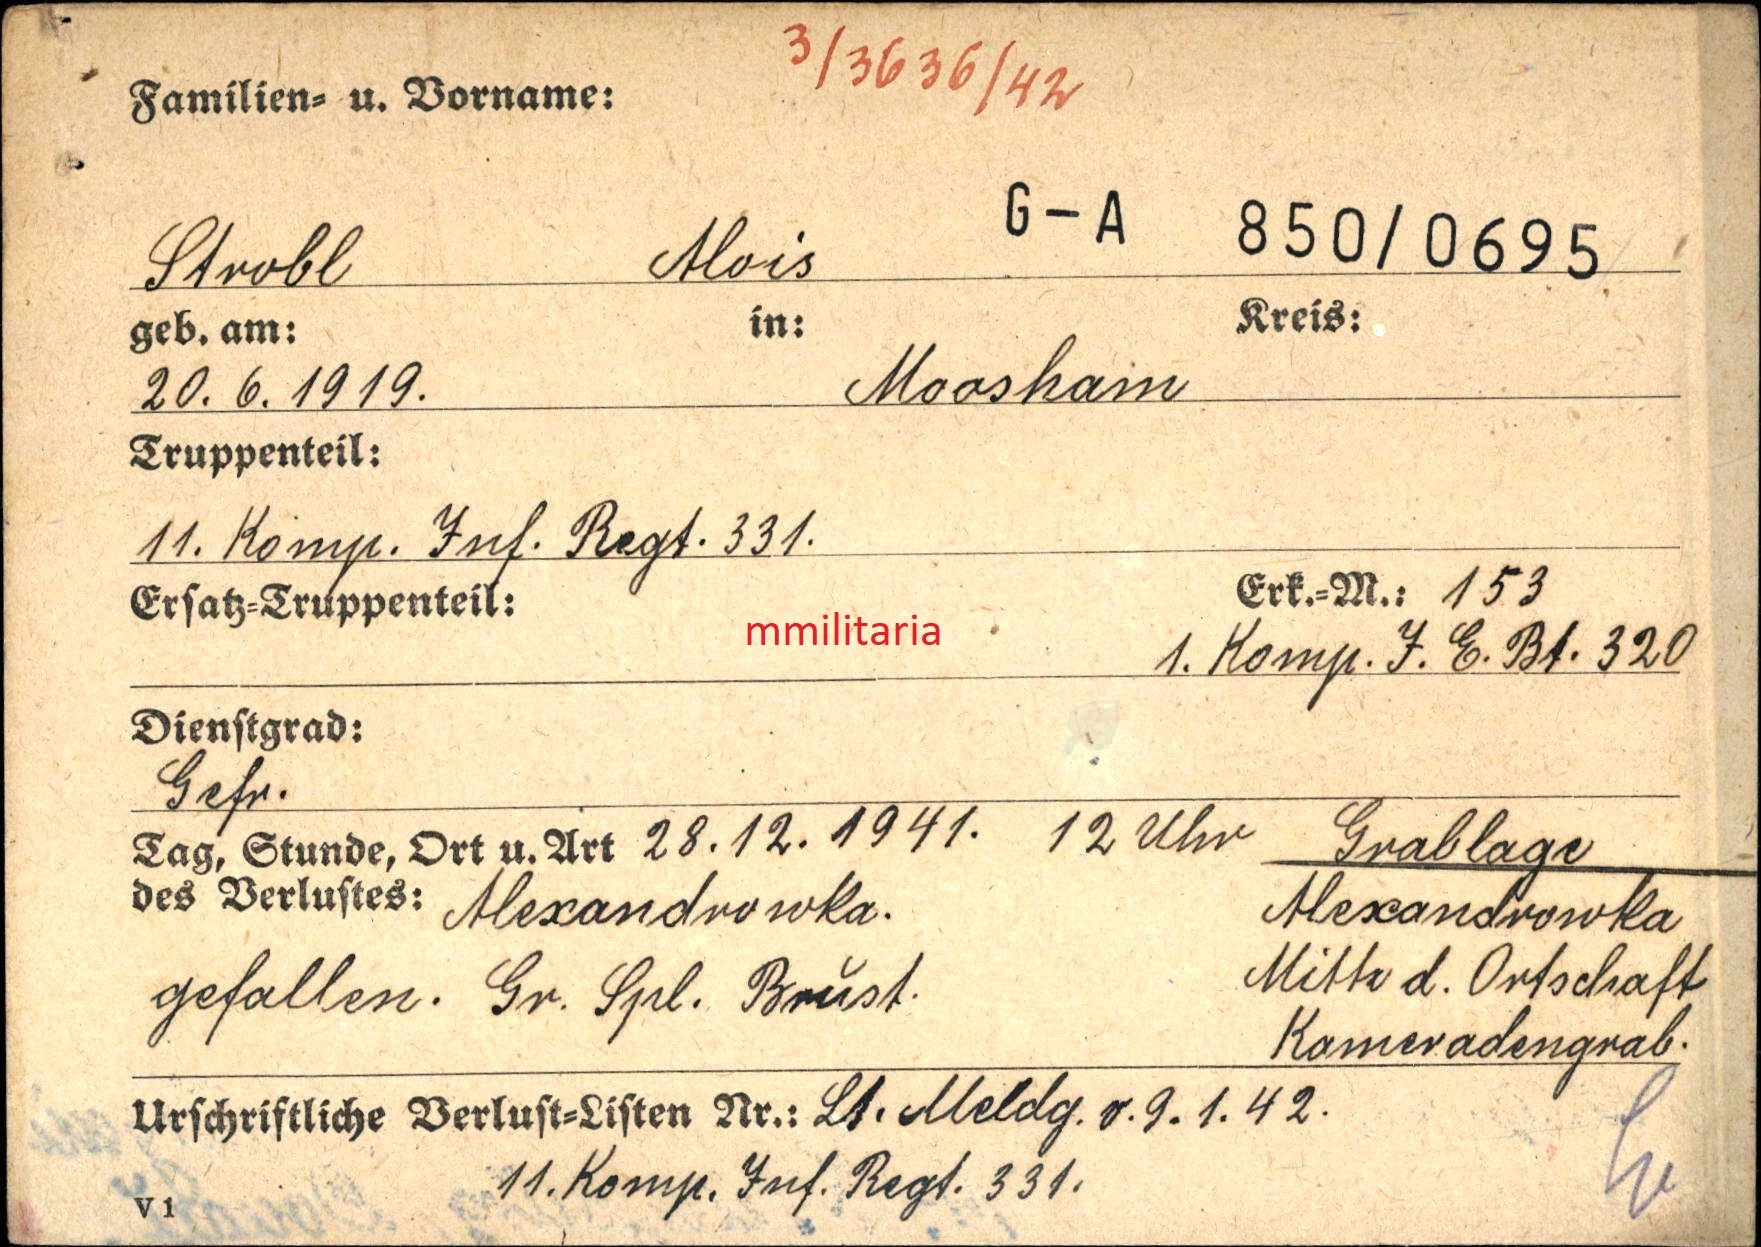 3/3636/42
Familien- u. Vorname:
G-A 850/0695
Strobl Alois
geb. am: in: Kreis:
20. 6. 1919. Moosham
Truppenteil:
11. Komp. Inf. Regt. 331.
Ersatz-Truppenteil: Erk.-M.: 153
mmilitaria
1. Komp. I. E. Bt. 320
Dienstgrad:
Gefr.
Tag, Stunde, Ort u. Art 28. 12. 1941. 12 Uhr Grablage
des Verlustes: Alexandrowka. Alexandrowka
gefallen. Gr. Spl. Brŭst. Mitte d. Ortschaft
Kameradengrab.
Urschriftliche Verlust-Listen Nr.: Lt. Meldg. v. 9. 1. 42.
11. Komp. Inf. Regt. 331.
V 1